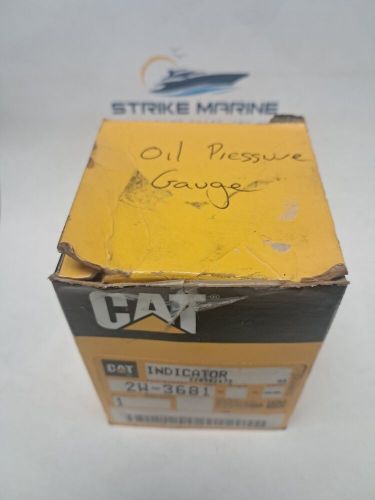 STRIKE MARINE
Oil Pressure
Gauge
CAT
CAT
INDICATOR
2W-3681
1